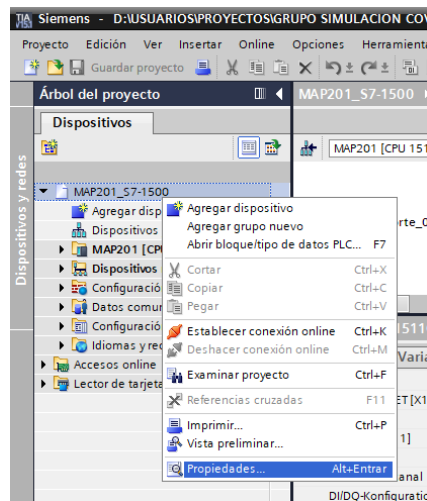 Siemens - D:\USUARIOS\PROYECTOS\GRUPO SIMULACION COV
Proyecto Edición Ver Insertar Online Opciones Herramienta
Guardar proyecto
Árbol del proyecto
MAP201_S7-1500
Dispositivos
MAP201 [CPU 151
Dispositivos y redes
MAP201_S7-1500
Agregar disp
Dispositivos
MAP201 [CP
Dispositivos
Configuració
Datos comur
Configuració
Idiomas y rec
Accesos online
Lector de tarjeta
Agregar dispositivo
Agregar grupo nuevo
Abrir bloque/tipo de datos PLC... F7
Cortar Ctrl+X
Copiar Ctrl+C
Pegar Ctrl+V
Establecer conexión online Ctrl+K
Deshacer conexión online Ctrl+M
Examinar proyecto Ctrl+F
Referencias cruzadas F11
Imprimir... Ctrl+P
Vista preliminar...
Propiedades... Alt+Entrar
rte_0
1511
Varia
ET[X1
1]
anal
DI/DQ-Konfiguratio